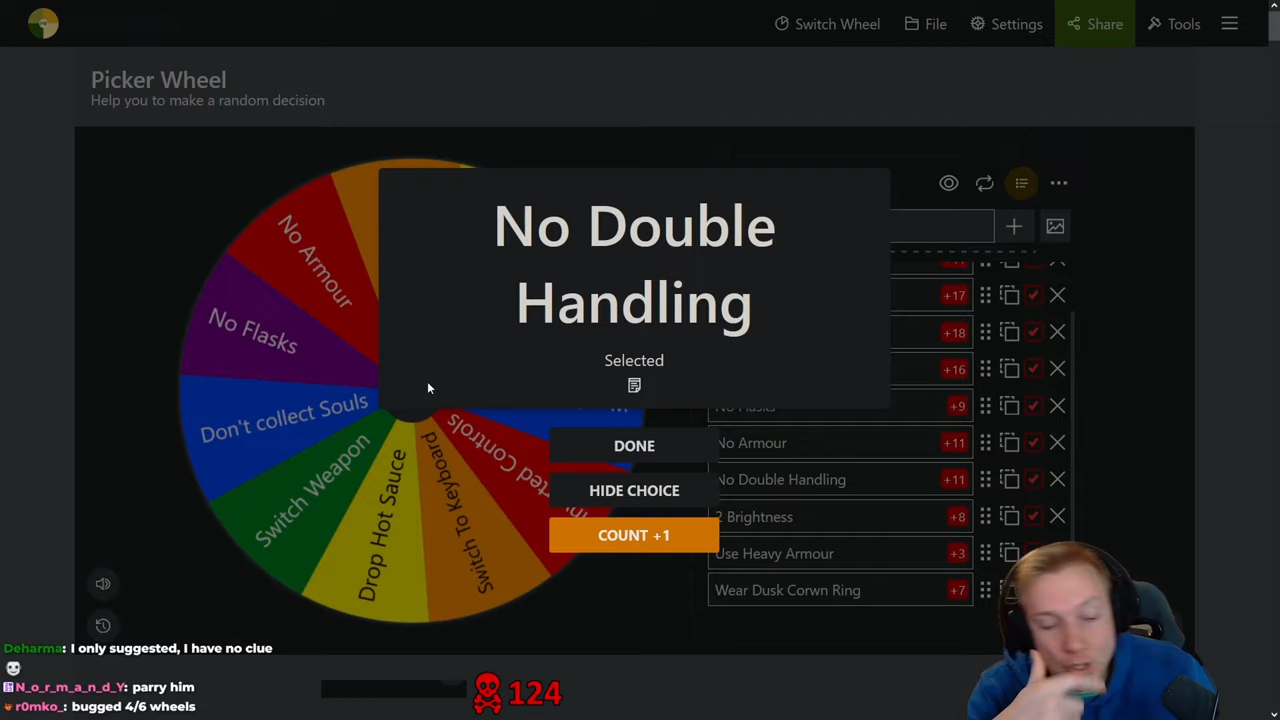 Switch Wheel
File
Settings
Share
Tools
Picker Wheel
Help you to make a random decision
No Double
Handling
Selected
DONE
HIDE CHOICE
COUNT +1
No Armour
No Flasks
Don't collect Souls
Switch Weapon
Drop Hot Sauce
Switch To Keyboard
Controls
+17
+18
+16
No Flasks +9
No Armour +11
No Double Handling +11
2 Brightness +8
Use Heavy Armour +3
Wear Dusk Corwn Ring +7
Deharma: I only suggested, I have no clue
N_o_r_m_a_n_d_Y: parry him
r0mko_: bugged 4/6 wheels
124